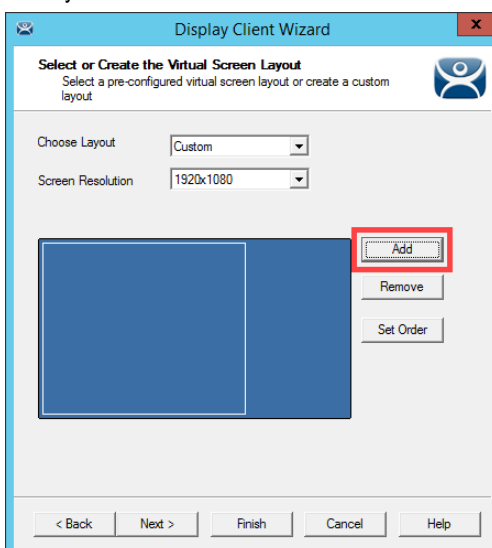 Display Client Wizard
x
Select or Create the Virtual Screen Layout
Select a pre-configured virtual screen layout or create a custom
layout
Choose Layout
Custom
Screen Resolution
1920x1080
Add
Remove
Set Order
< Back Next > Finish Cancel Help